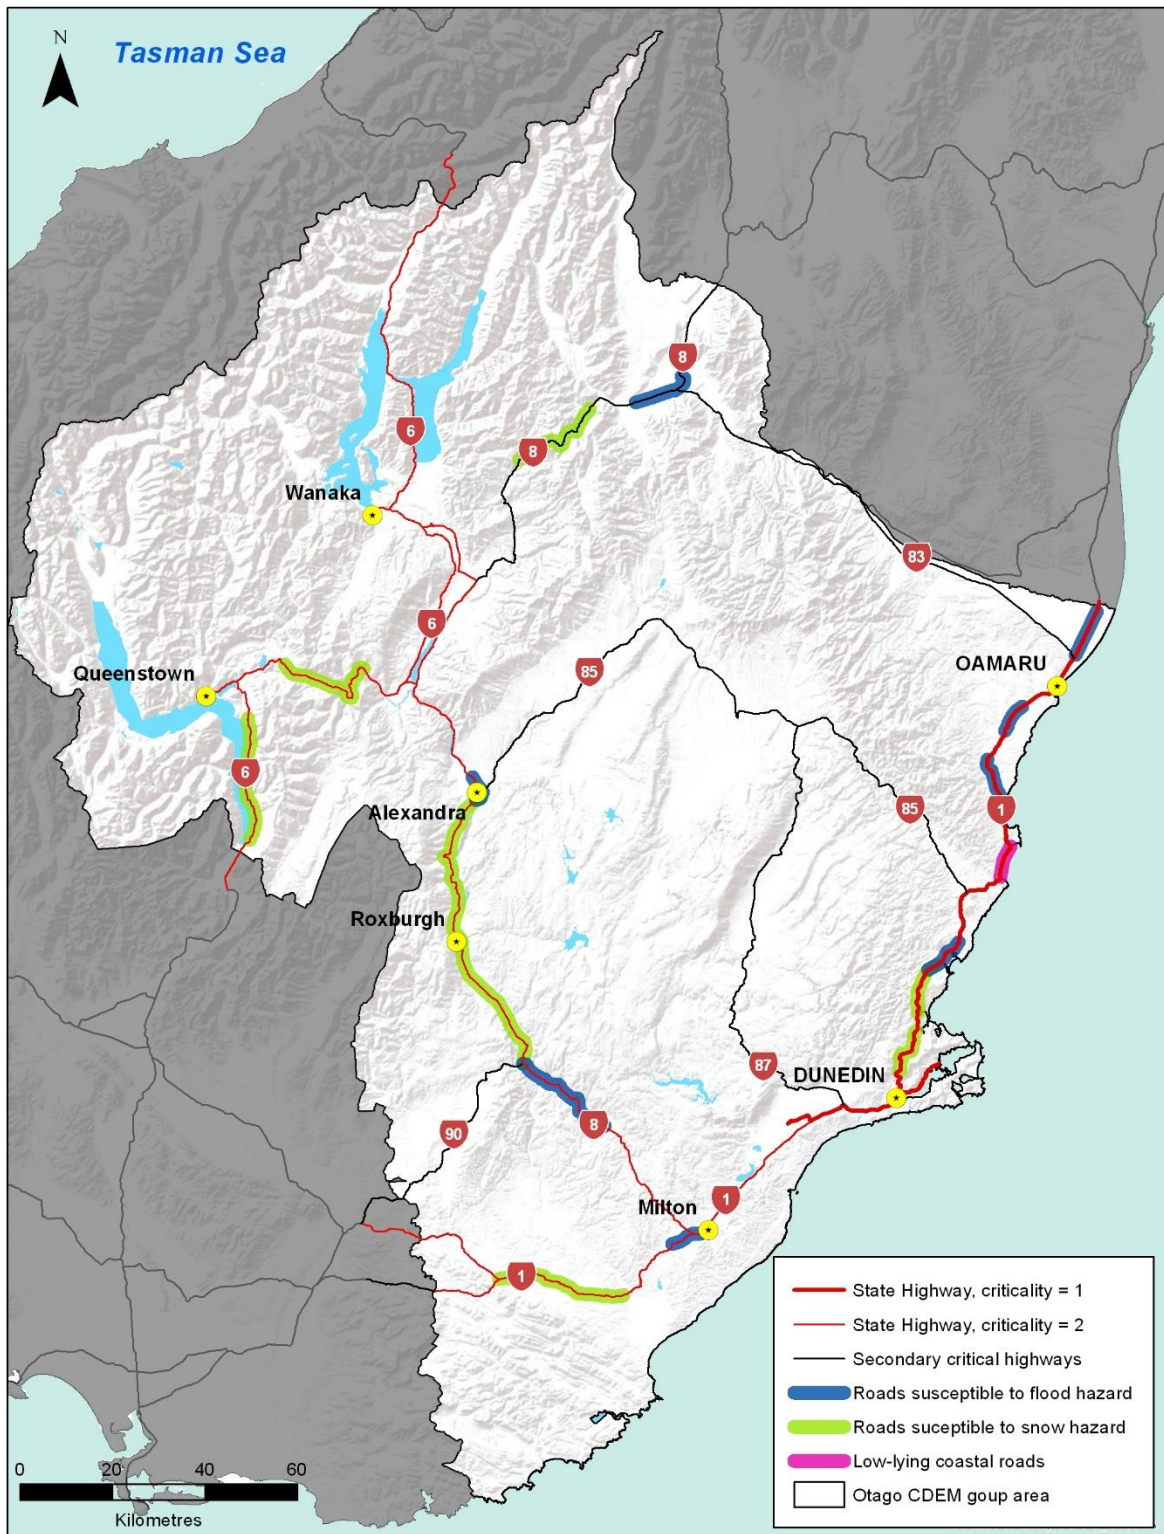 N
Tasman Sea
8
6
8
Wanaka
83
6
OAMARU
85
Queenstown
6
85
1
Alexandra
Roxburgh
87
DUNEDIN
8
90
Milton
1
1
State Highway, criticality = 1
State Highway, criticality = 2
Secondary critical highways
Roads susceptible to flood hazard
Roads suceptible to snow hazard
Low-lying coastal roads
Otago CDEM goup area
0 20 40 60
Kilometres